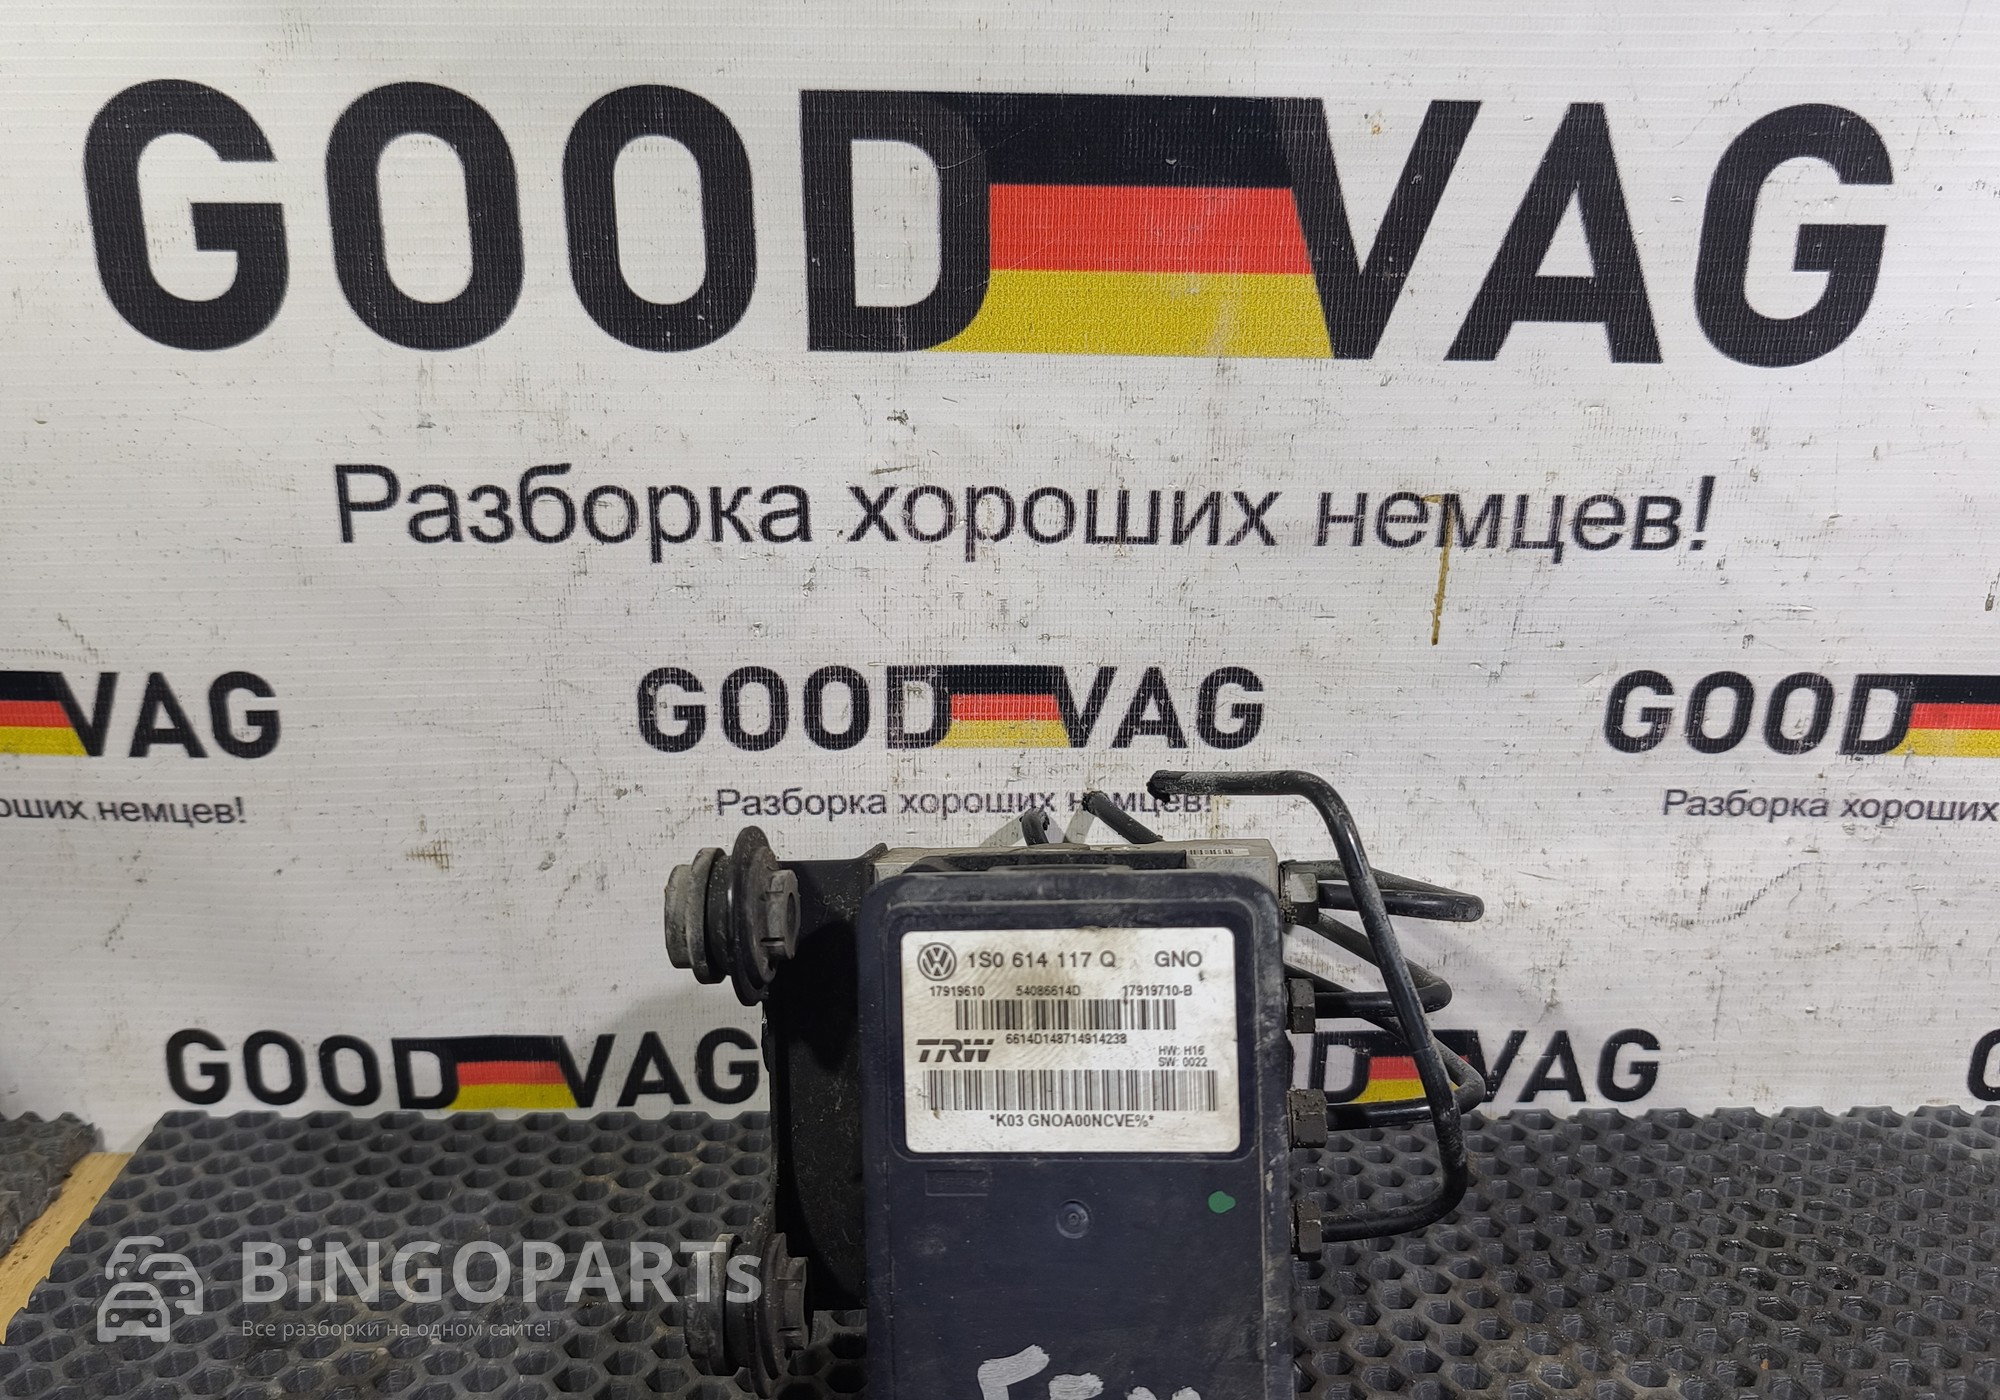 GOOD VAG
Разборка хороших немцев!
VAG
GOOD VAG
GOOD
оших немцев!
Разборка хороших немцев!
Разборка хороших
1S0 614 117 Q GNO
17919610 54086614D 17919710-B
6614D148714914238
TRW
HW: H16
SW: 0022
*K03 GNOA00NCVE%*
GOOD VAG
D VAG
BiNGOPARTs
Все разборки на одном сайте!